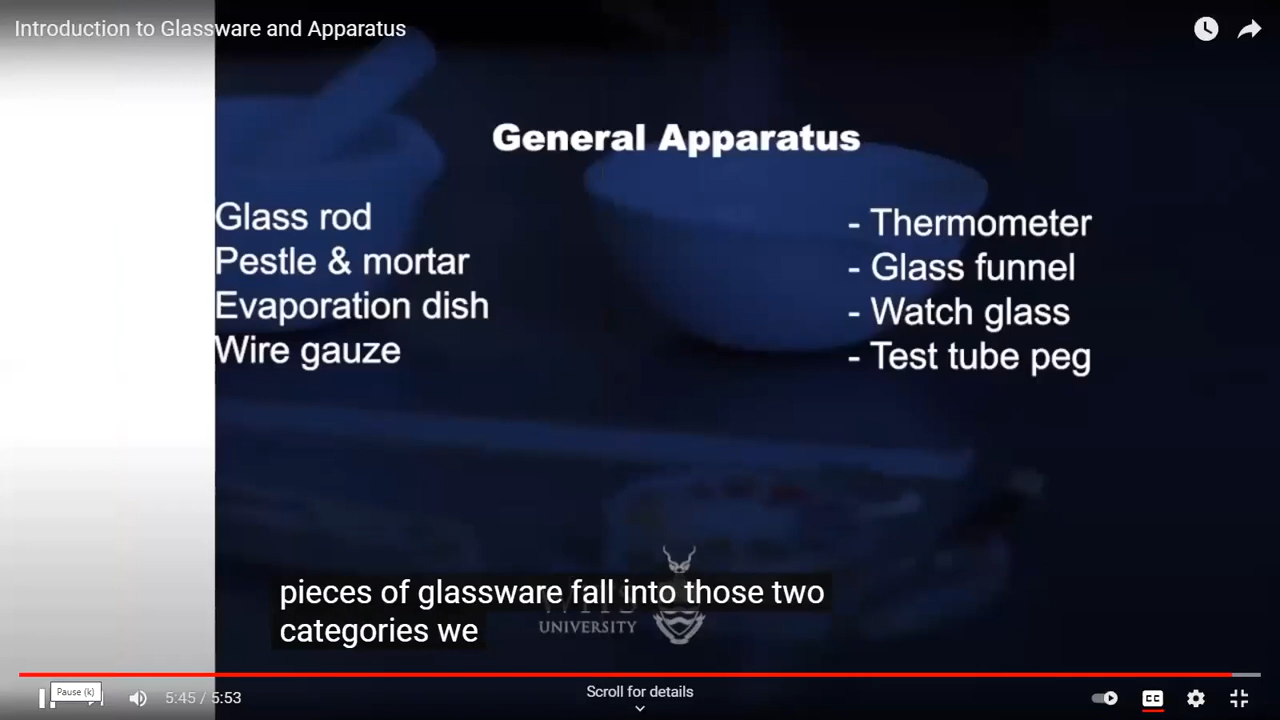 Introduction to Glassware and Apparatus
General Apparatus
Glass rod
Pestle & mortar
Evaporation dish
Wire gauze
- Thermometer
- Glass funnel
- Watch glass
- Test tube peg
pieces of glassware fall into those two
categories we
UNIVERSITY
Pause (k)
5:45 / 5:53
Scroll for details
CC